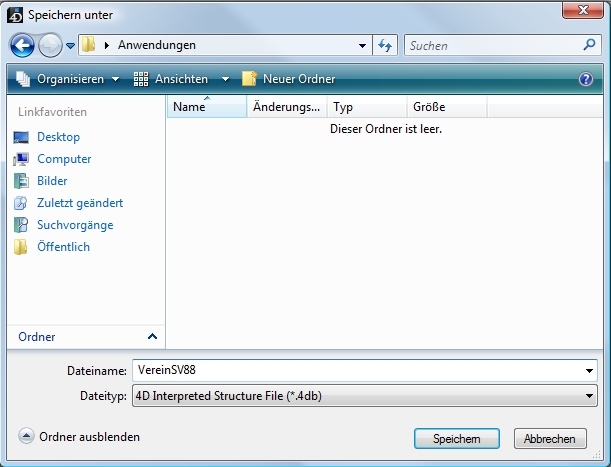 4D Speichern unter
Anwendungen
Suchen
Organisieren Ansichten Neuer Ordner ?
Linkfavoriten
Desktop
Computer
Bilder
Zuletzt geändert
Suchvorgänge
Öffentlich
Name Änderungs... Typ Größe
Dieser Ordner ist leer.
Ordner
Dateiname: VereinSV88
Dateityp: 4D Interpreted Structure File (*.4db)
Ordner ausblenden
Speichern Abbrechen